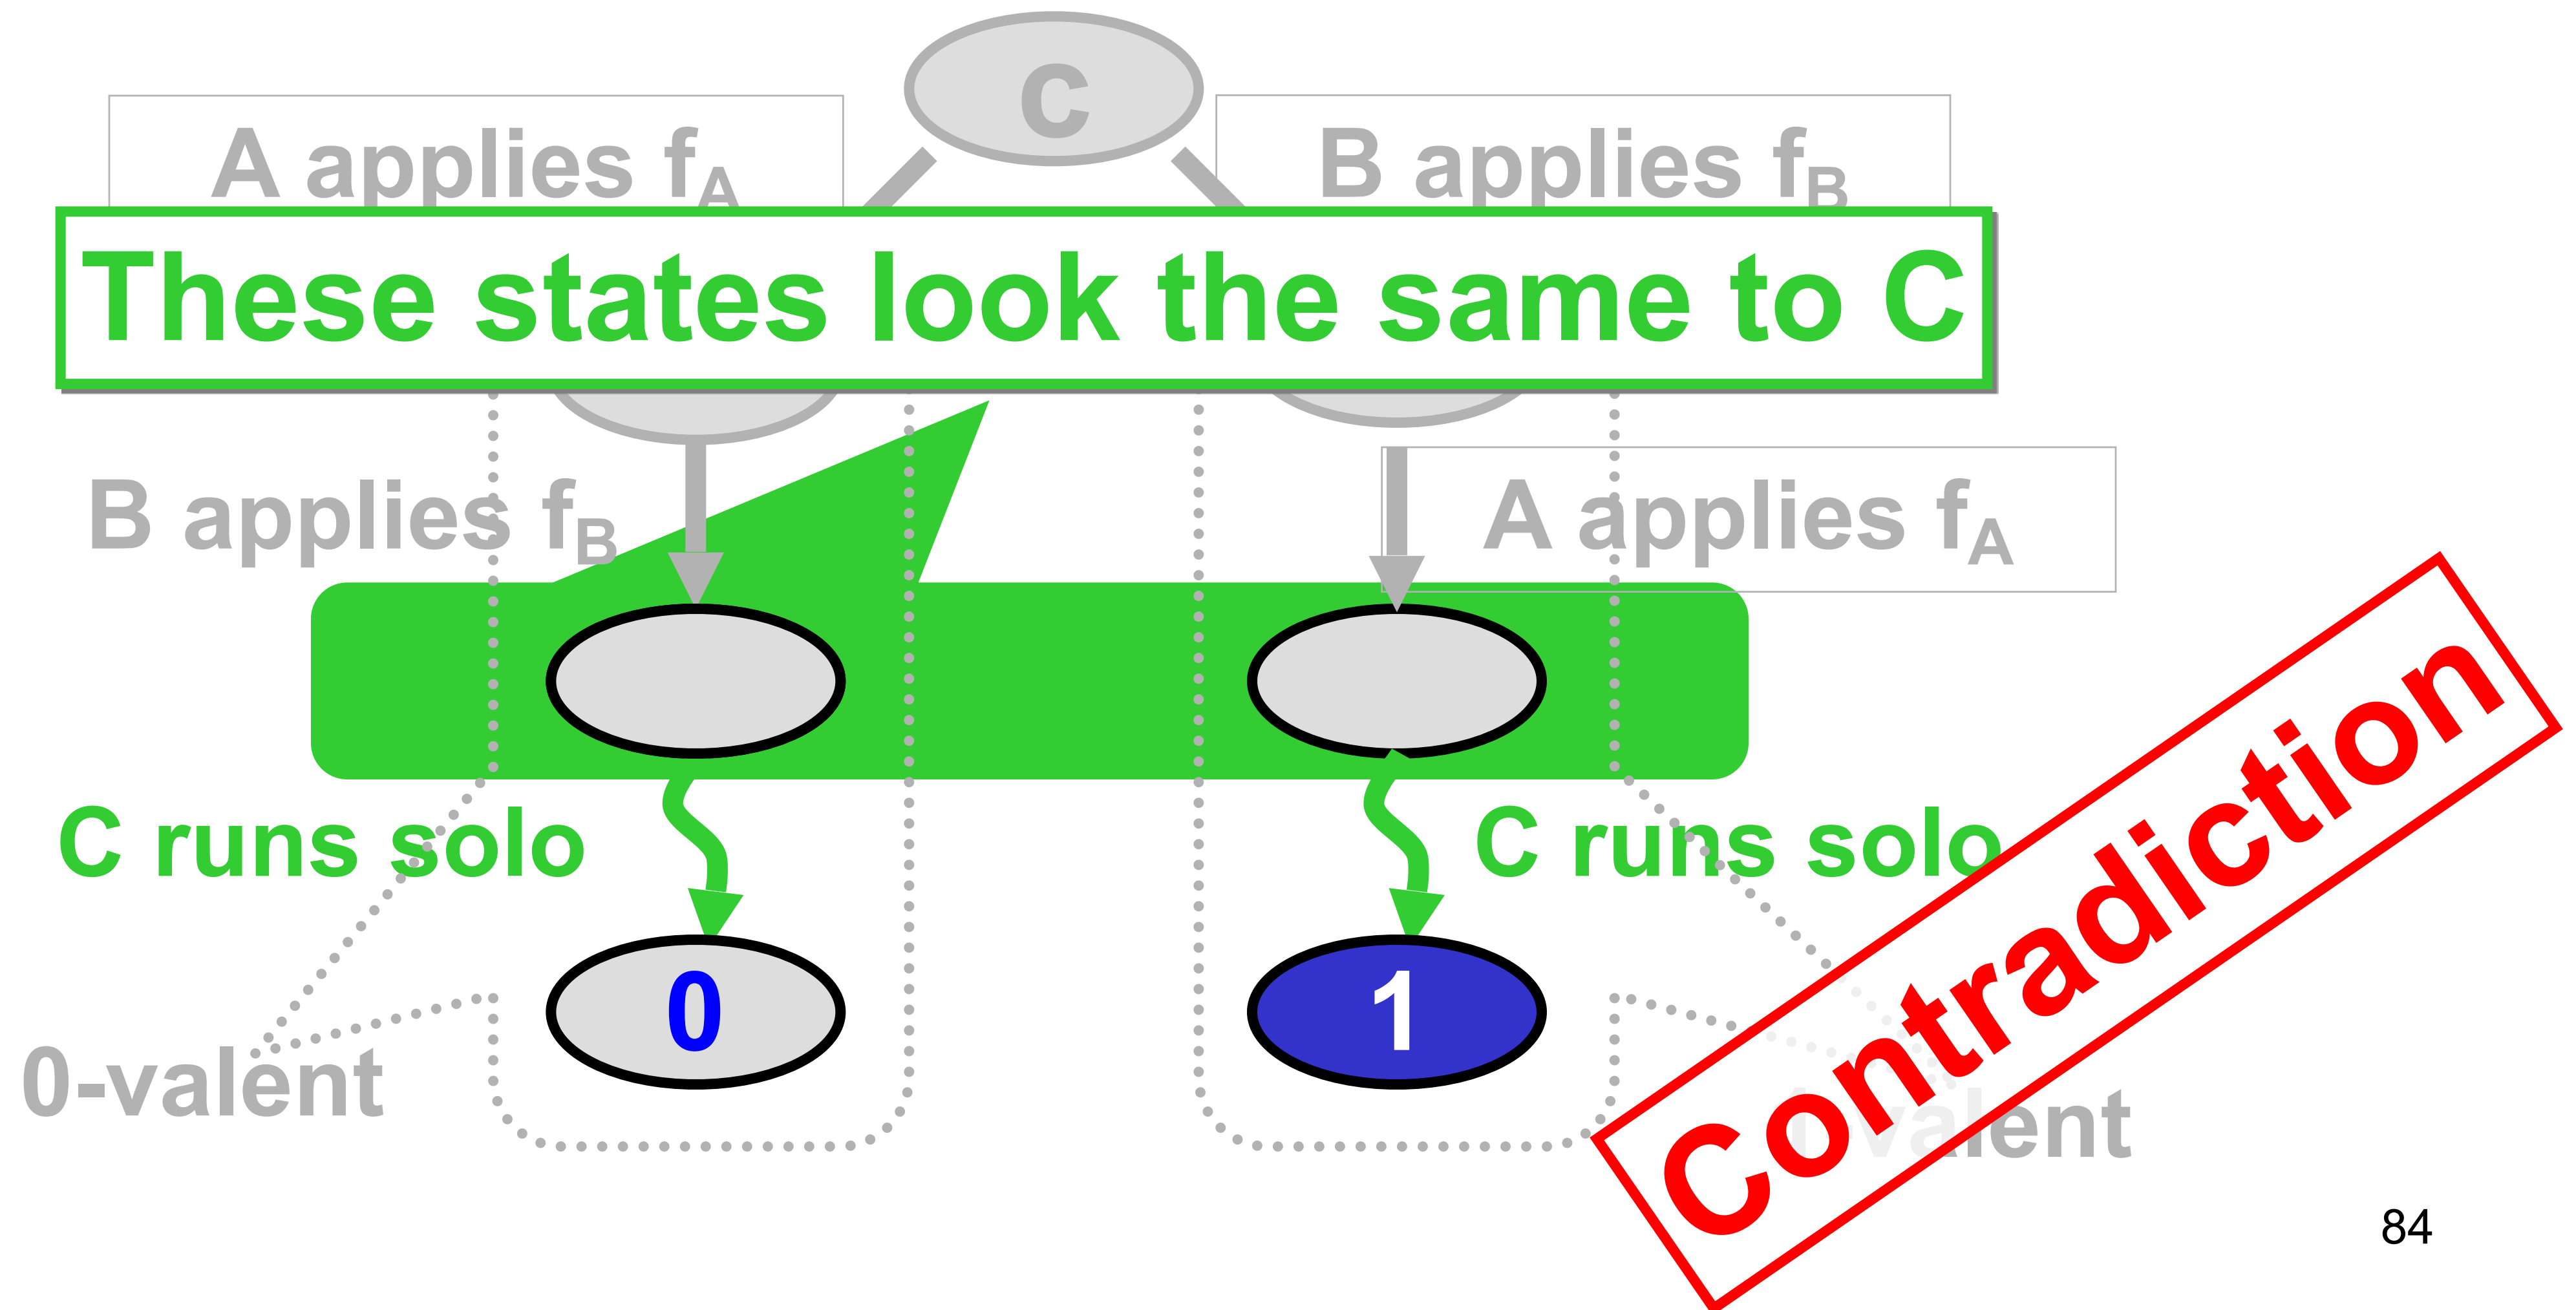 c
A applies fA
B applies fB
These states look the same to C
B applies fB
A applies fA
C runs solo
C runs solo
0
1
0-valent
valent
Contradiction
84